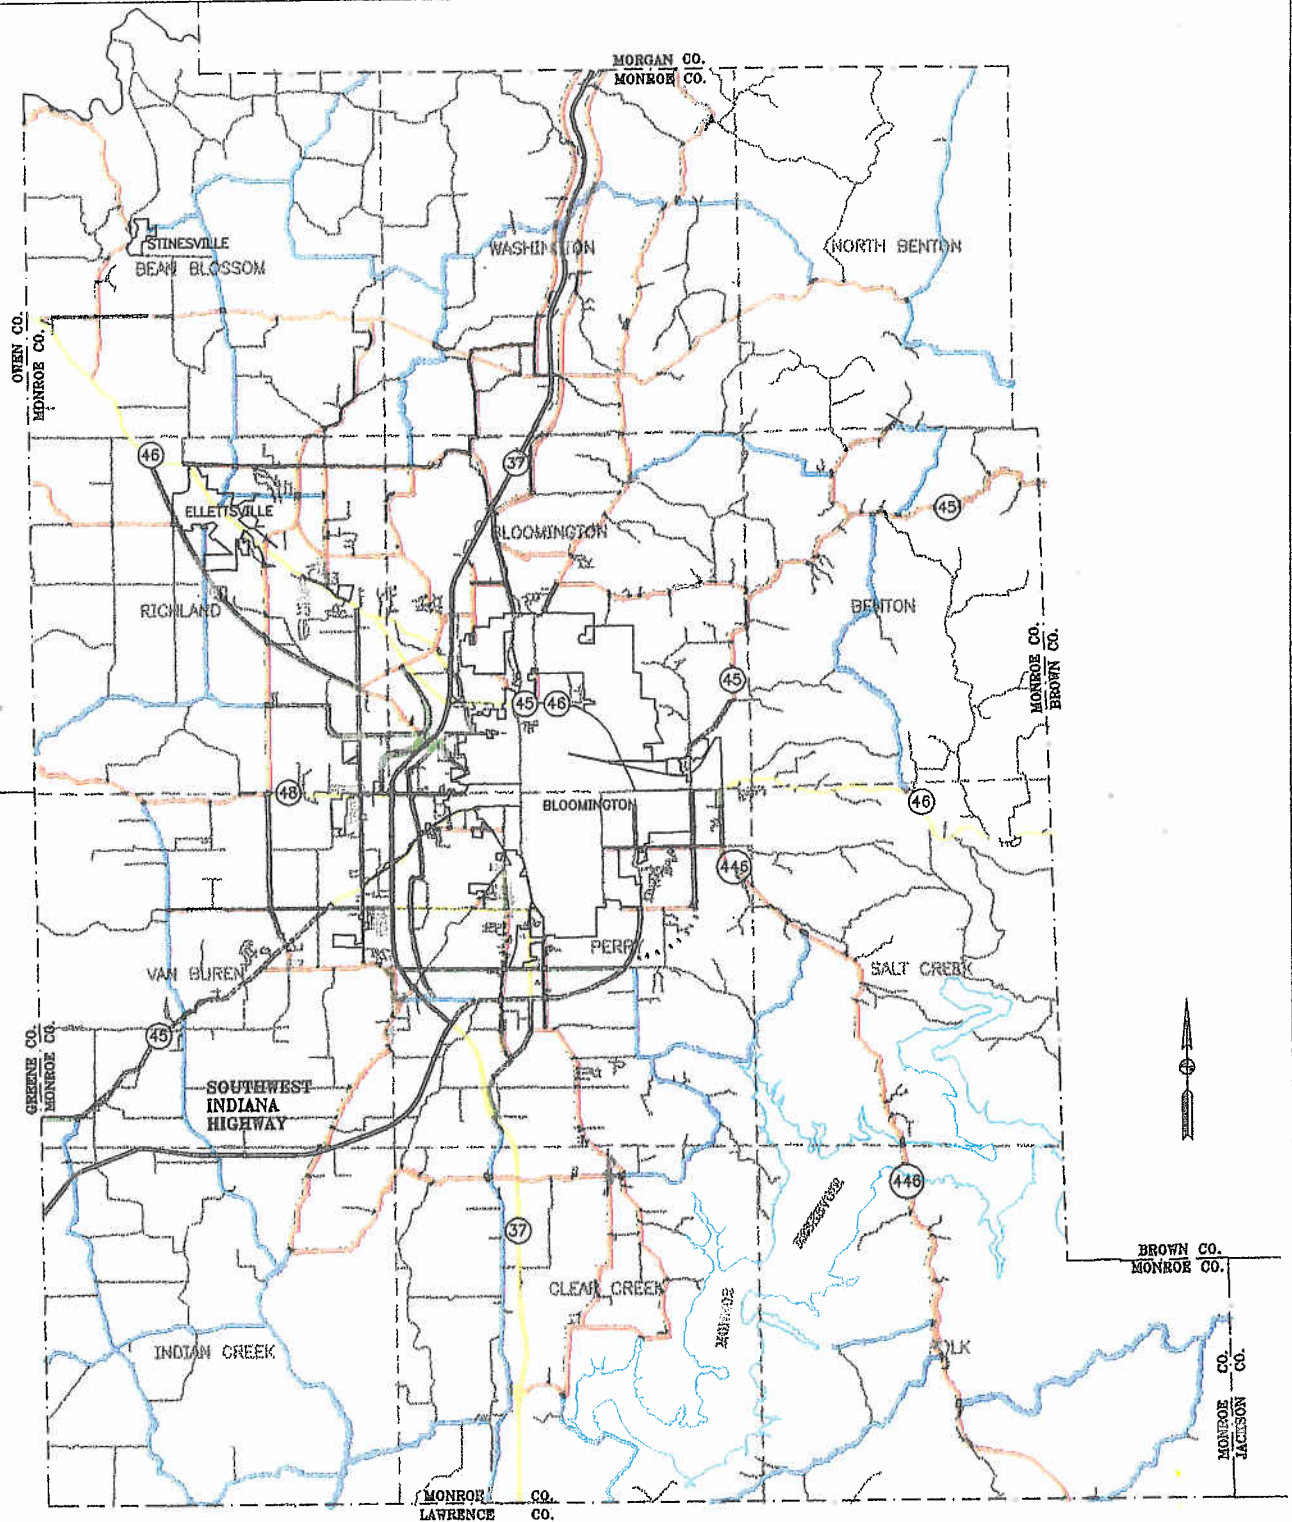 MORGAN CO.
MONROE CO.
STINESVILLE
BEAN BLOSSOM
WASHINGTON
NORTH BENTON
OWEN CO.
MONROE CO.
46
37
ELLETTSVILLE
45
BLOOMINGTON
RICHLAND
BENTON
MONROE CO.
BROWN CO.
45
45
46
48
BLOOMINGTON
46
446
PERRY
VAN BUREN
SALT CREEK
45
GREENE CO.
MONROE CO.
SOUTHWEST
INDIANA
HIGHWAY
446
RESERVOIR
37
BROWN CO.
MONROE CO.
CLEAR CREEK
MONROE
INDIAN CREEK
POLK
MONROE CO.
JACKSON CO.
MONROE CO.
LAWRENCE CO.